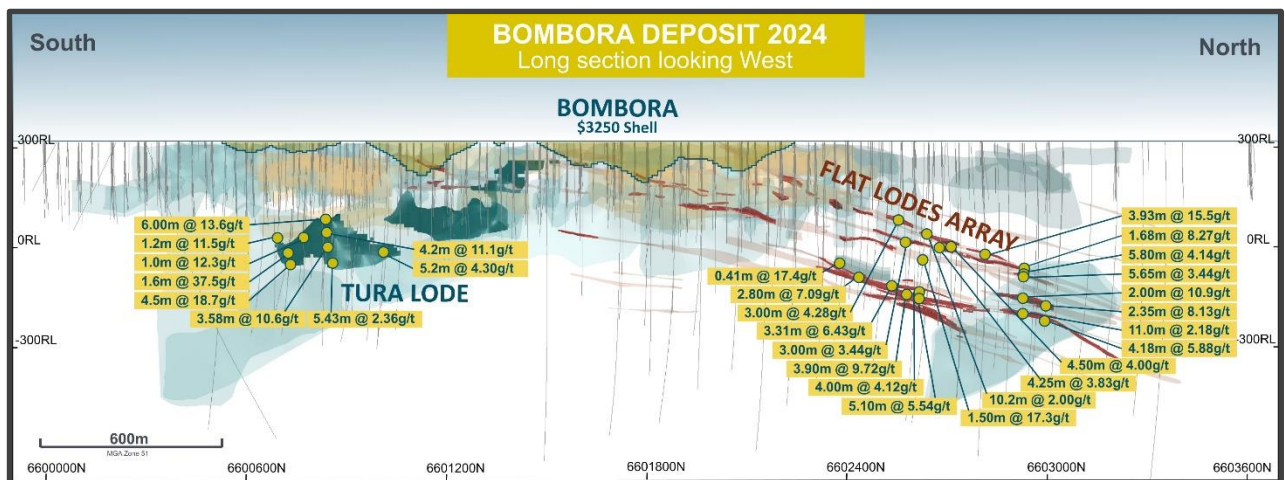 South
BOMBORA DEPOSIT 2024
Long section looking West
North
BOMBORA
$3250 Shell
300RL
300RL
FLAT LODES ARRAY
6.00m @ 13.6g/t
1.2m @ 11.5g/t
1.0m @ 12.3g/t
1.6m @ 37.5g/t
4.5m @ 18.7g/t
3.58m @ 10.6g/t
5.43m @ 2.36g/t
4.2m @ 11.1g/t
5.2m @ 4.30g/t
TURA LODE
0RL
0RL
0.41m @ 17.4g/t
2.80m @ 7.09g/t
3.00m @ 4.28g/t
3.31m @ 6.43g/t
3.00m @ 3.44g/t
3.90m @ 9.72g/t
4.00m @ 4.12g/t
5.10m @ 5.54g/t
3.93m @ 15.5g/t
1.68m @ 8.27g/t
5.80m @ 4.14g/t
5.65m @ 3.44g/t
2.00m @ 10.9g/t
2.35m @ 8.13g/t
11.0m @ 2.18g/t
4.18m @ 5.88g/t
4.50m @ 4.00g/t
4.25m @ 3.83g/t
10.2m @ 2.00g/t
1.50m @ 17.3g/t
-300RL
-300RL
600m
MGA Zone 51
6600000N
6600600N
6601200N
6601800N
6602400N
6603000N
6603600N